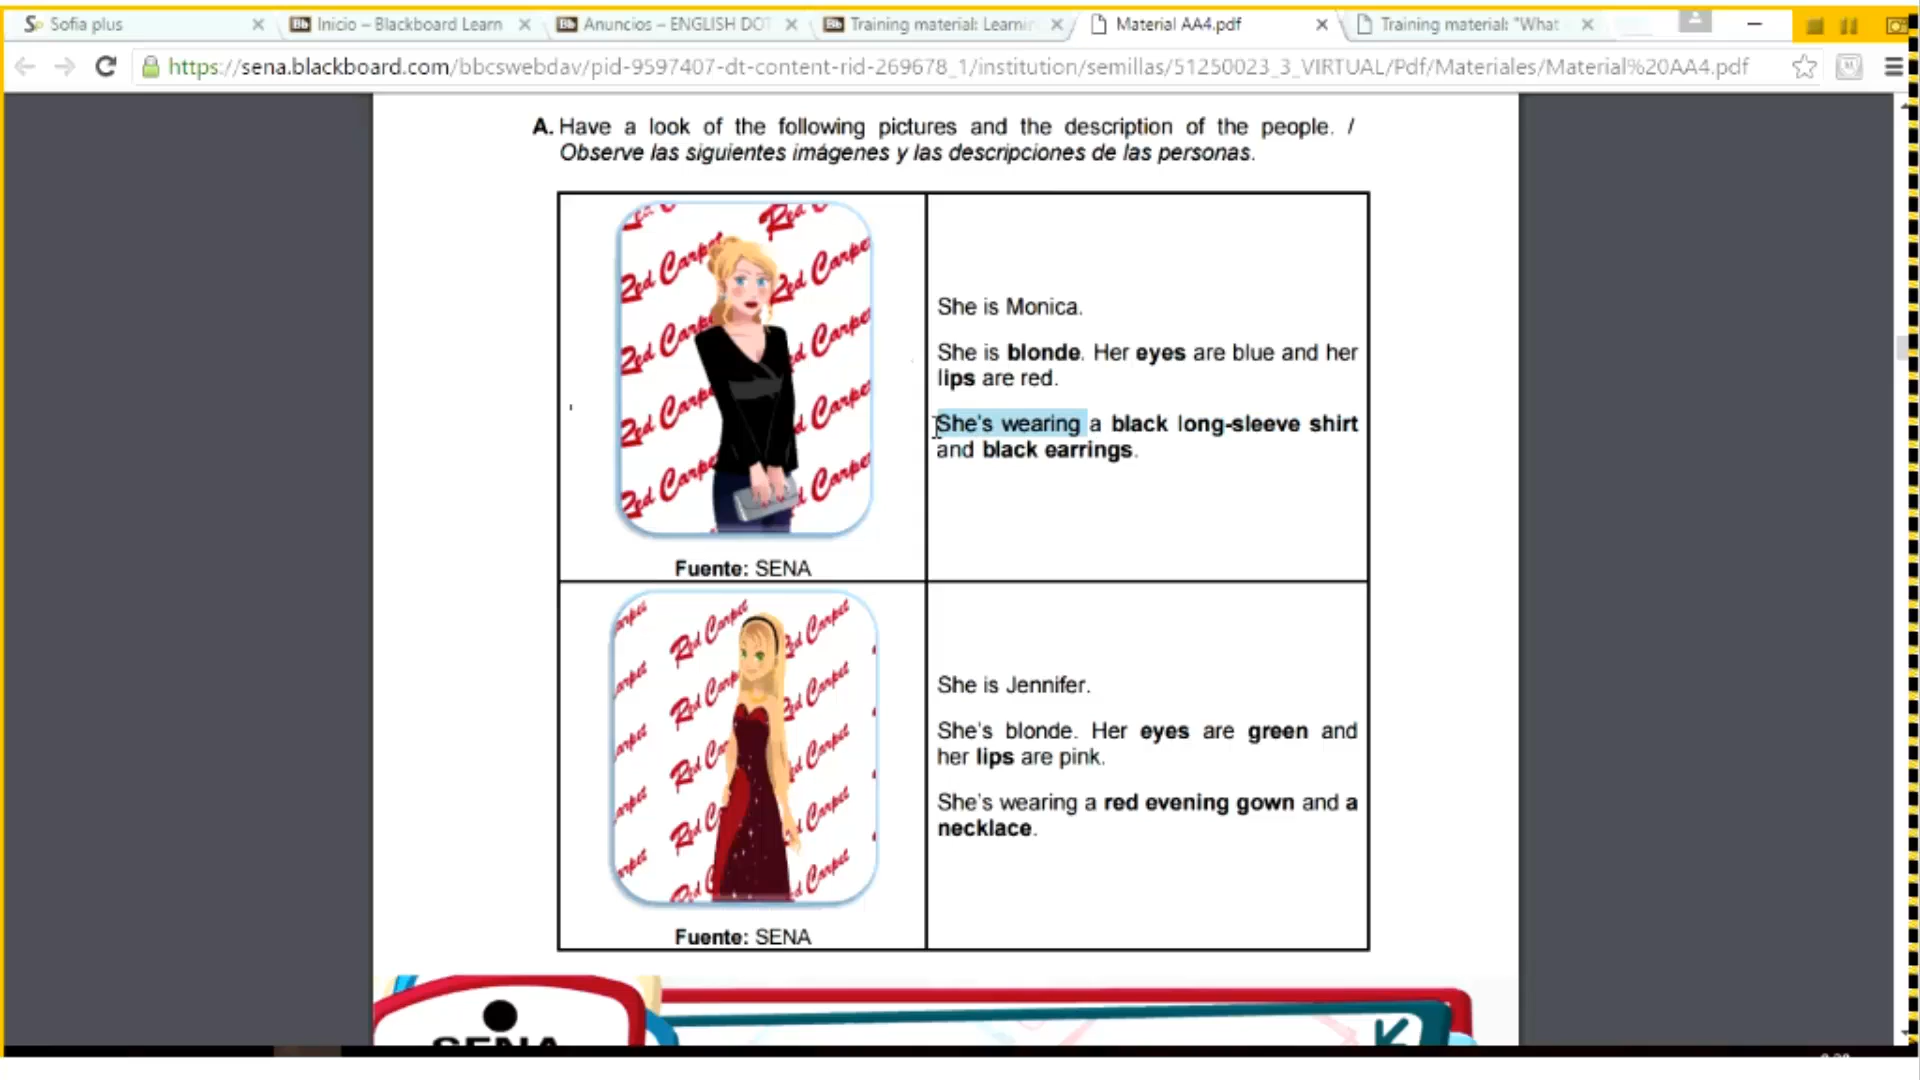 Sofia plus
Inicio – Blackboard Learn
Anuncios – ENGLISH DOT
Training material: Learnin
Material AA4.pdf
Training material: "What
https://sena.blackboard.com/bbcswebdav/pid-9597407-dt-content-rid-269678_1/institution/semillas/51250023_3_VIRTUAL/Pdf/Materiales/Material%20AA4.pdf
A. Have a look of the following pictures and the description of the people. /
Observe las siguientes imágenes y las descripciones de las personas.
Red Carpet
She is Monica.
She is blonde. Her eyes are blue and her
lips are red.
She's wearing a black long-sleeve shirt
and black earrings.
Fuente: SENA
Red Carpet
She is Jennifer.
She's blonde. Her eyes are green and
her lips are pink.
She's wearing a red evening gown and a
necklace.
Fuente: SENA
SENA